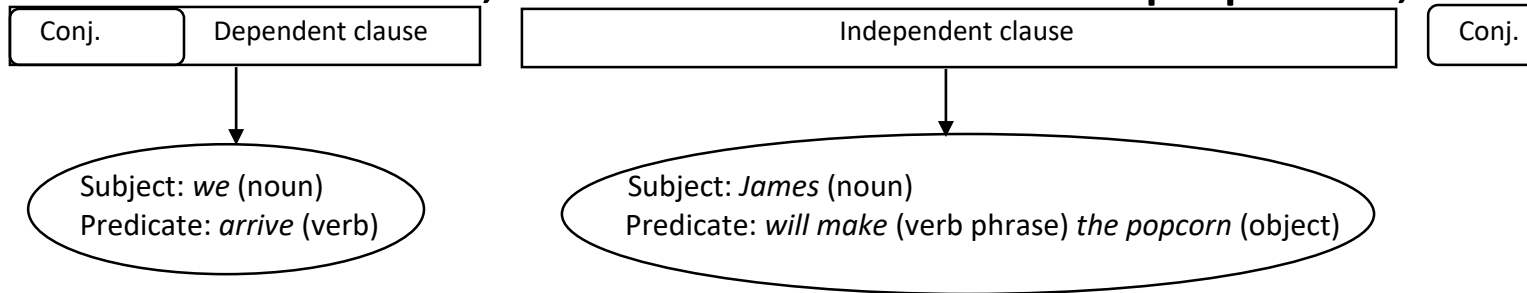 Conj. Dependent clause Independent clause Conj.
Subject: we (noun) Subject: James (noun)
Predicate: arrive (verb) Predicate: will make (verb phrase) the popcorn (object)